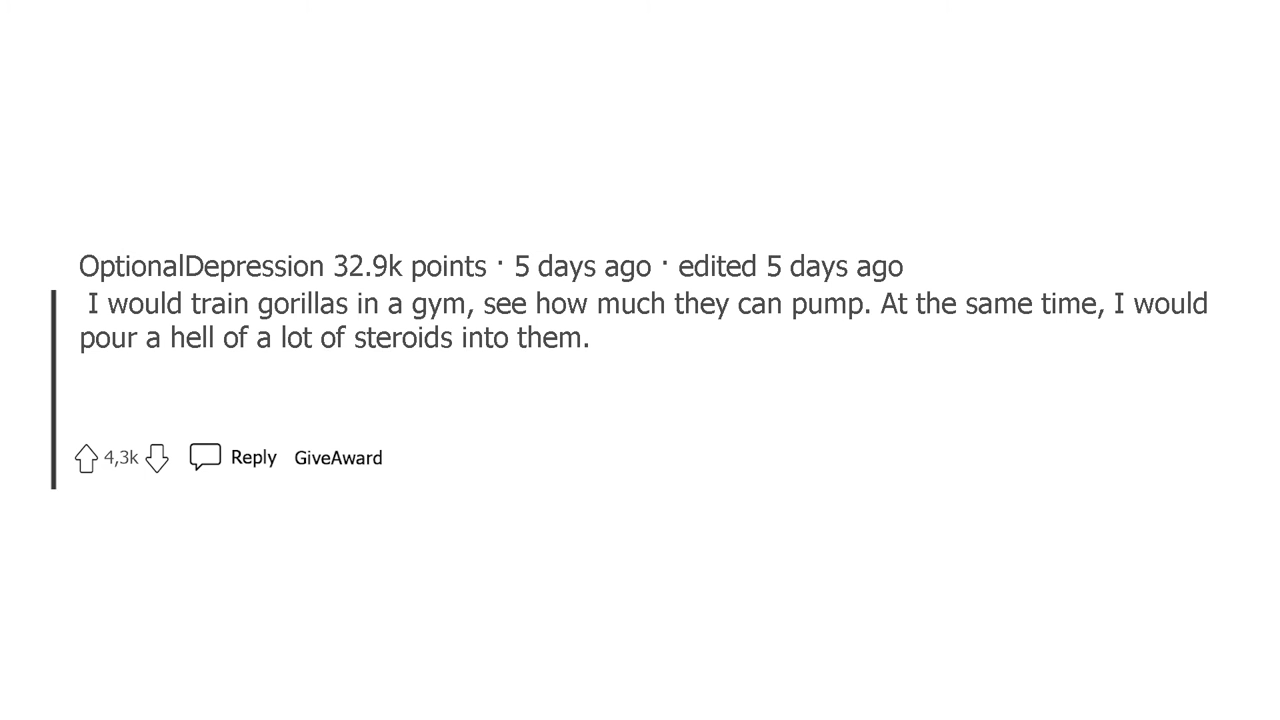 OptionalDepression 32.9k points · 5 days ago · edited 5 days ago
I would train gorillas in a gym, see how much they can pump. At the same time, I would
pour a hell of a lot of steroids into them.
4,3k Reply GiveAward